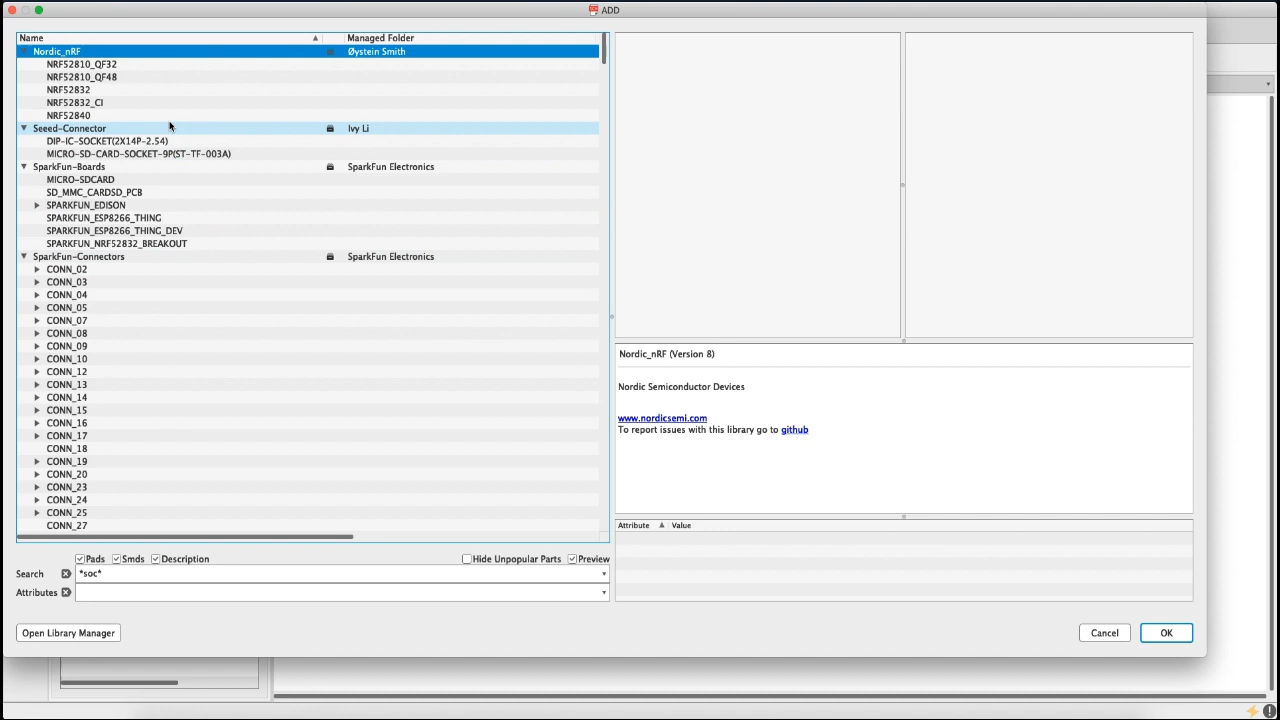 ADD
Name Managed Folder
Nordic_nRF Øystein Smith
NRF52810_QF32
NRF52810_QF48
NRF52832
NRF52832_CI
NRF52840
Seeed-Connector Ivy Li
DIP-IC-SOCKET(2X14P-2.54)
MICRO-SD-CARD-SOCKET-9P(ST-TF-003A)
SparkFun-Boards SparkFun Electronics
MICRO-SDCARD
SD_MMC_CARDSD_PCB
SPARKFUN_EDISON
SPARKFUN_ESP8266_THING
SPARKFUN_ESP8266_THING_DEV
SPARKFUN_NRF52832_BREAKOUT
SparkFun-Connectors SparkFun Electronics
CONN_02
CONN_03
CONN_04
CONN_05
CONN_07
CONN_08
CONN_09
CONN_10
CONN_12
CONN_13
CONN_14
CONN_15
CONN_16
CONN_17
CONN_18
CONN_19
CONN_20
CONN_23
CONN_24
CONN_25
CONN_27
Pads Smds Description Hide Unpopular Parts Preview
Search *soc*
Attributes
Open Library Manager
Nordic_nRF (Version 8)
Nordic Semiconductor Devices
www.nordicsemi.com
To report issues with this library go to github
Attribute Value
Cancel OK